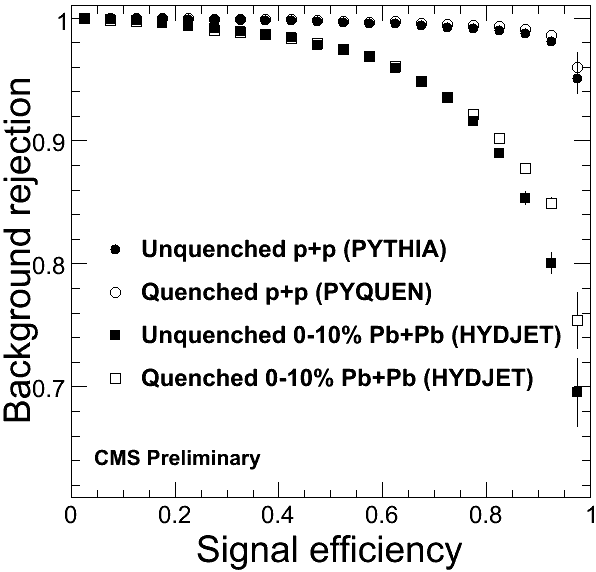 1
0.9
0.8
0.7
Background rejection
Unquenched p+p (PYTHIA)
Quenched p+p (PYQUEN)
Unquenched 0-10% Pb+Pb (HYDJET)
Quenched 0-10% Pb+Pb (HYDJET)
CMS Preliminary
0 0.2 0.4 0.6 0.8 1
Signal efficiency